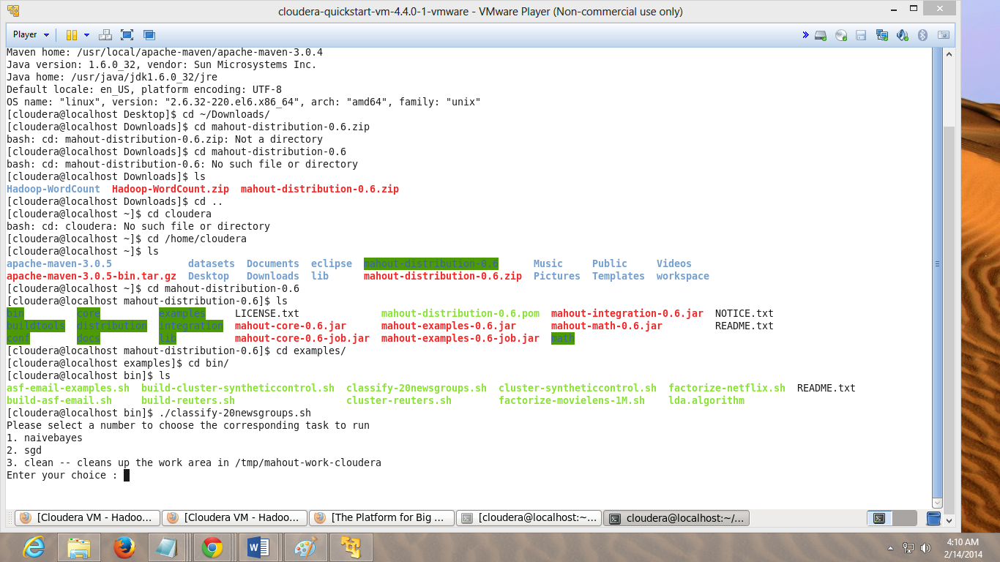 cloudera-quickstart-vm-4.4.0-1-vmware - VMware Player (Non-commercial use only)
Player
Maven home: /usr/local/apache-maven/apache-maven-3.0.4
Java version: 1.6.0_32, vendor: Sun Microsystems Inc.
Java home: /usr/java/jdk1.6.0_32/jre
Default locale: en_US, platform encoding: UTF-8
OS name: "linux", version: "2.6.32-220.el6.x86_64", arch: "amd64", family: "unix"
[cloudera@localhost Desktop]$ cd ~/Downloads/
[cloudera@localhost Downloads]$ cd mahout-distribution-0.6.zip
bash: cd: mahout-distribution-0.6.zip: Not a directory
[cloudera@localhost Downloads]$ cd mahout-distribution-0.6
bash: cd: mahout-distribution-0.6: No such file or directory
[cloudera@localhost Downloads]$ ls
Hadoop-WordCount  Hadoop-WordCount.zip  mahout-distribution-0.6.zip
[cloudera@localhost Downloads]$ cd ..
[cloudera@localhost ~]$ cd cloudera
bash: cd: cloudera: No such file or directory
[cloudera@localhost ~]$ cd /home/cloudera
[cloudera@localhost ~]$ ls
apache-maven-3.0.5             datasets  Documents  eclipse  mahout-distribution-0.6      Music     Public     Videos
apache-maven-3.0.5-bin.tar.gz  Desktop   Downloads  lib      mahout-distribution-0.6.zip  Pictures  Templates  workspace
[cloudera@localhost ~]$ cd mahout-distribution-0.6
[cloudera@localhost mahout-distribution-0.6]$ ls
bin         core          examples     LICENSE.txt              mahout-distribution-0.6.pom  mahout-integration-0.6.jar  NOTICE.txt
buildtools  distribution  integration  mahout-core-0.6.jar      mahout-examples-0.6.jar      mahout-math-0.6.jar         README.txt
conf        docs          lib          mahout-core-0.6-job.jar  mahout-examples-0.6-job.jar  math
[cloudera@localhost mahout-distribution-0.6]$ cd examples/
[cloudera@localhost examples]$ cd bin/
[cloudera@localhost bin]$ ls
asf-email-examples.sh  build-cluster-syntheticcontrol.sh  classify-20newsgroups.sh  cluster-syntheticcontrol.sh  factorize-netflix.sh  README.txt
build-asf-email.sh     build-reuters.sh                   cluster-reuters.sh        factorize-movielens-1M.sh    lda.algorithm
[cloudera@localhost bin]$ ./classify-20newsgroups.sh
Please select a number to choose the corresponding task to run
1. naivebayes
2. sgd
3. clean -- cleans up the work area in /tmp/mahout-work-cloudera
Enter your choice :
[Cloudera VM - Hadoo... [Cloudera VM - Hadoo... [The Platform for Big ... [cloudera@localhost:~... cloudera@localhost:~/...
4:10 AM
2/14/2014